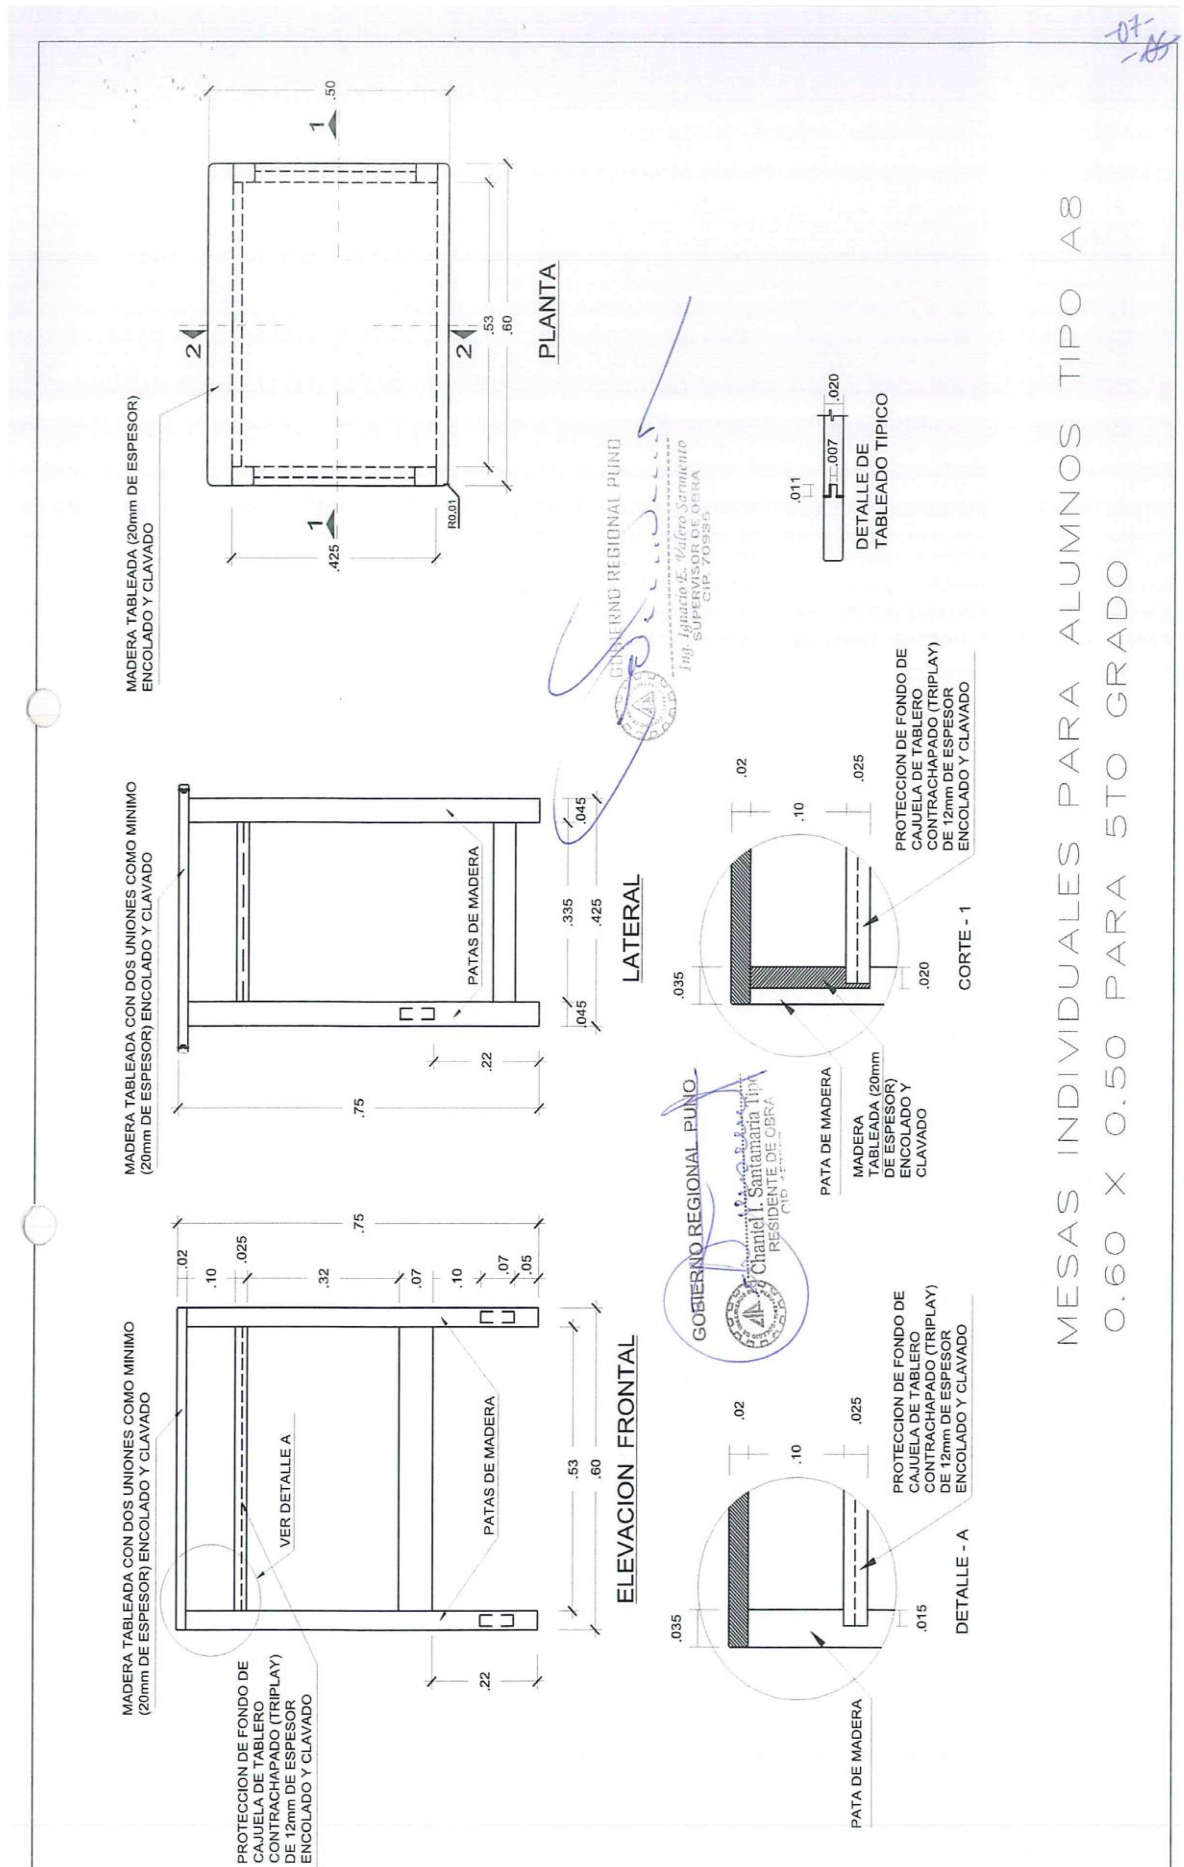 -07-
MADERA TABLEADA CON DOS UNIONES COMO MINIMO
(20mm DE ESPESOR) ENCOLADO Y CLAVADO
PROTECCION DE FONDO DE
CAJUELA DE TABLERO
CONTRACHAPADO (TRIPLAY)
DE 12mm DE ESPESOR
ENCOLADO Y CLAVADO
VER DETALLE A
PATAS DE MADERA
.02
.10
.025
.32
.07
.10
.07
.05
.75
.22
.53
.60
ELEVACION FRONTAL
MADERA TABLEADA CON DOS UNIONES COMO MINIMO
(20mm DE ESPESOR) ENCOLADO Y CLAVADO
PATAS DE MADERA
.75
.22
.045
.335
.045
.425
LATERAL
MADERA TABLEADA (20mm DE ESPESOR)
ENCOLADO Y CLAVADO
.50
1
1
2
2
.425
R0.01
.53
.60
PLANTA
.035
.02
.10
.025
.015
PATA DE MADERA
PROTECCION DE FONDO DE
CAJUELA DE TABLERO
CONTRACHAPADO (TRIPLAY)
DE 12mm DE ESPESOR
ENCOLADO Y CLAVADO
DETALLE - A
GOBIERNO REGIONAL PUNO
Chaniel I. Santamaria Tipo
RESIDENTE DE OBRA
CIP
.035
.02
.10
.025
.020
PATA DE MADERA
MADERA
TABLEADA (20mm
DE ESPESOR)
ENCOLADO Y
CLAVADO
PROTECCION DE FONDO DE
CAJUELA DE TABLERO
CONTRACHAPADO (TRIPLAY)
DE 12mm DE ESPESOR
ENCOLADO Y CLAVADO
CORTE - 1
GOBIERNO REGIONAL PUNO
Ing. Ignacio E. Valero Sarmiento
SUPERVISOR DE OBRA
CIP. 70935
.011
.007
.020
DETALLE DE
TABLEADO TIPICO
MESAS INDIVIDUALES PARA ALUMNOS TIPO A8
0.60 X 0.50 PARA 5TO GRADO